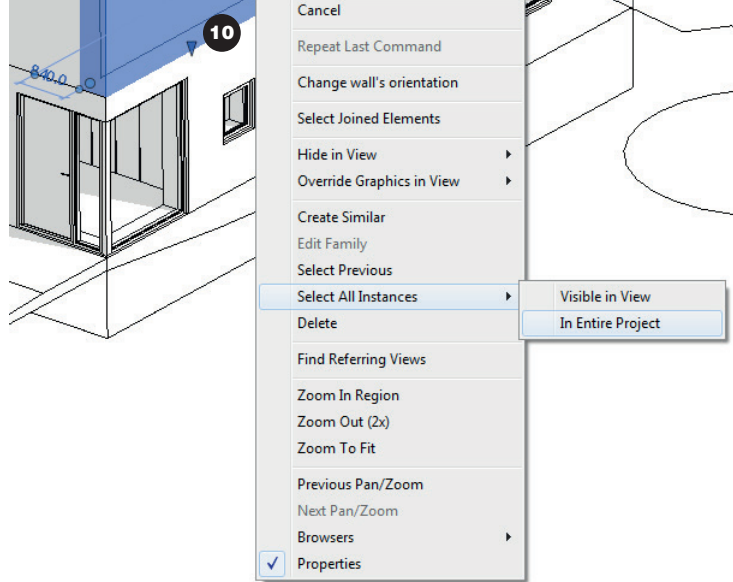 Cancel
10
Repeat Last Command
840.0
Change wall's orientation
Select Joined Elements
Hide in View
Override Graphics in View
Create Similar
Edit Family
Select Previous
Select All Instances
Visible in View
Delete
In Entire Project
Find Referring Views
Zoom In Region
Zoom Out (2x)
Zoom To Fit
Previous Pan/Zoom
Next Pan/Zoom
Browsers
Properties